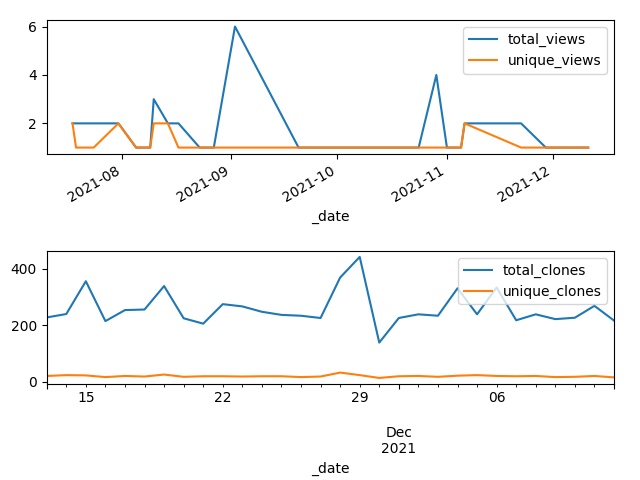 6
4
2
total_views
unique_views
2021-08
2021-09
2021-10
2021-11
2021-12
_date
400
200
0
total_clones
unique_clones
15
22
29
06
Dec
2021
_date